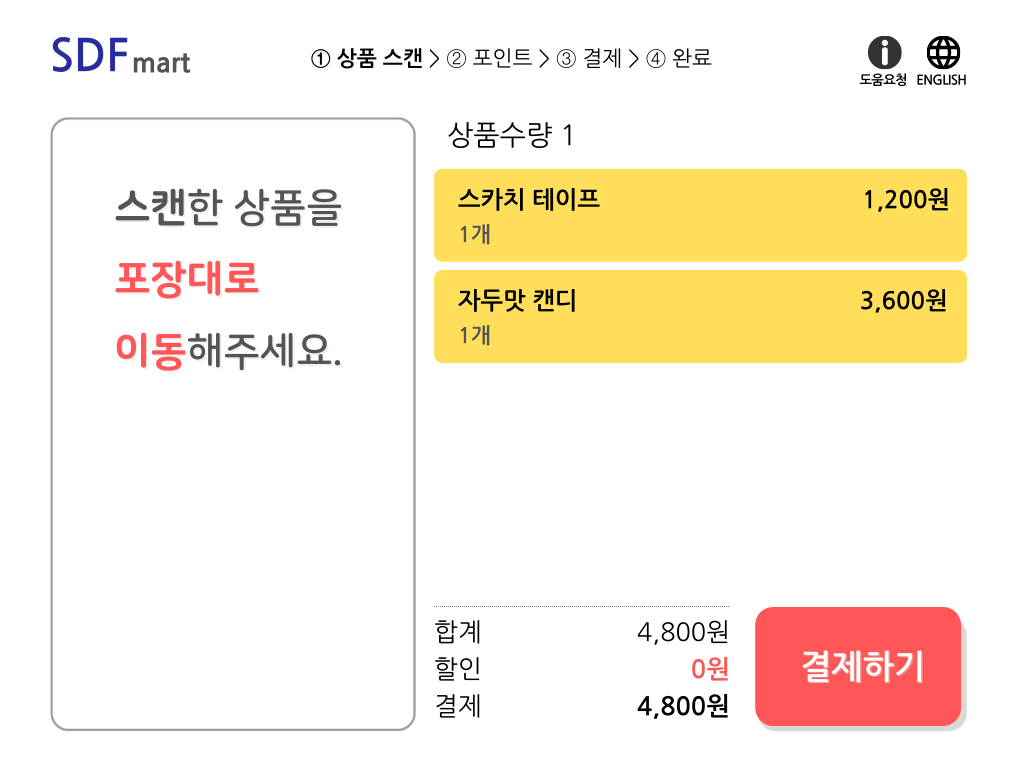 SDF mart
① 상품 스캔 > ② 포인트 > ③ 결제 > ④ 완료
도움요청 ENGLISH
스캔한 상품을
포장대로
이동해주세요.
상품수량 1
스카치 테이프 1,200원
1개
자두맛 캔디 3,600원
1개
합계 4,800원
할인 0원
결제 4,800원
결제하기